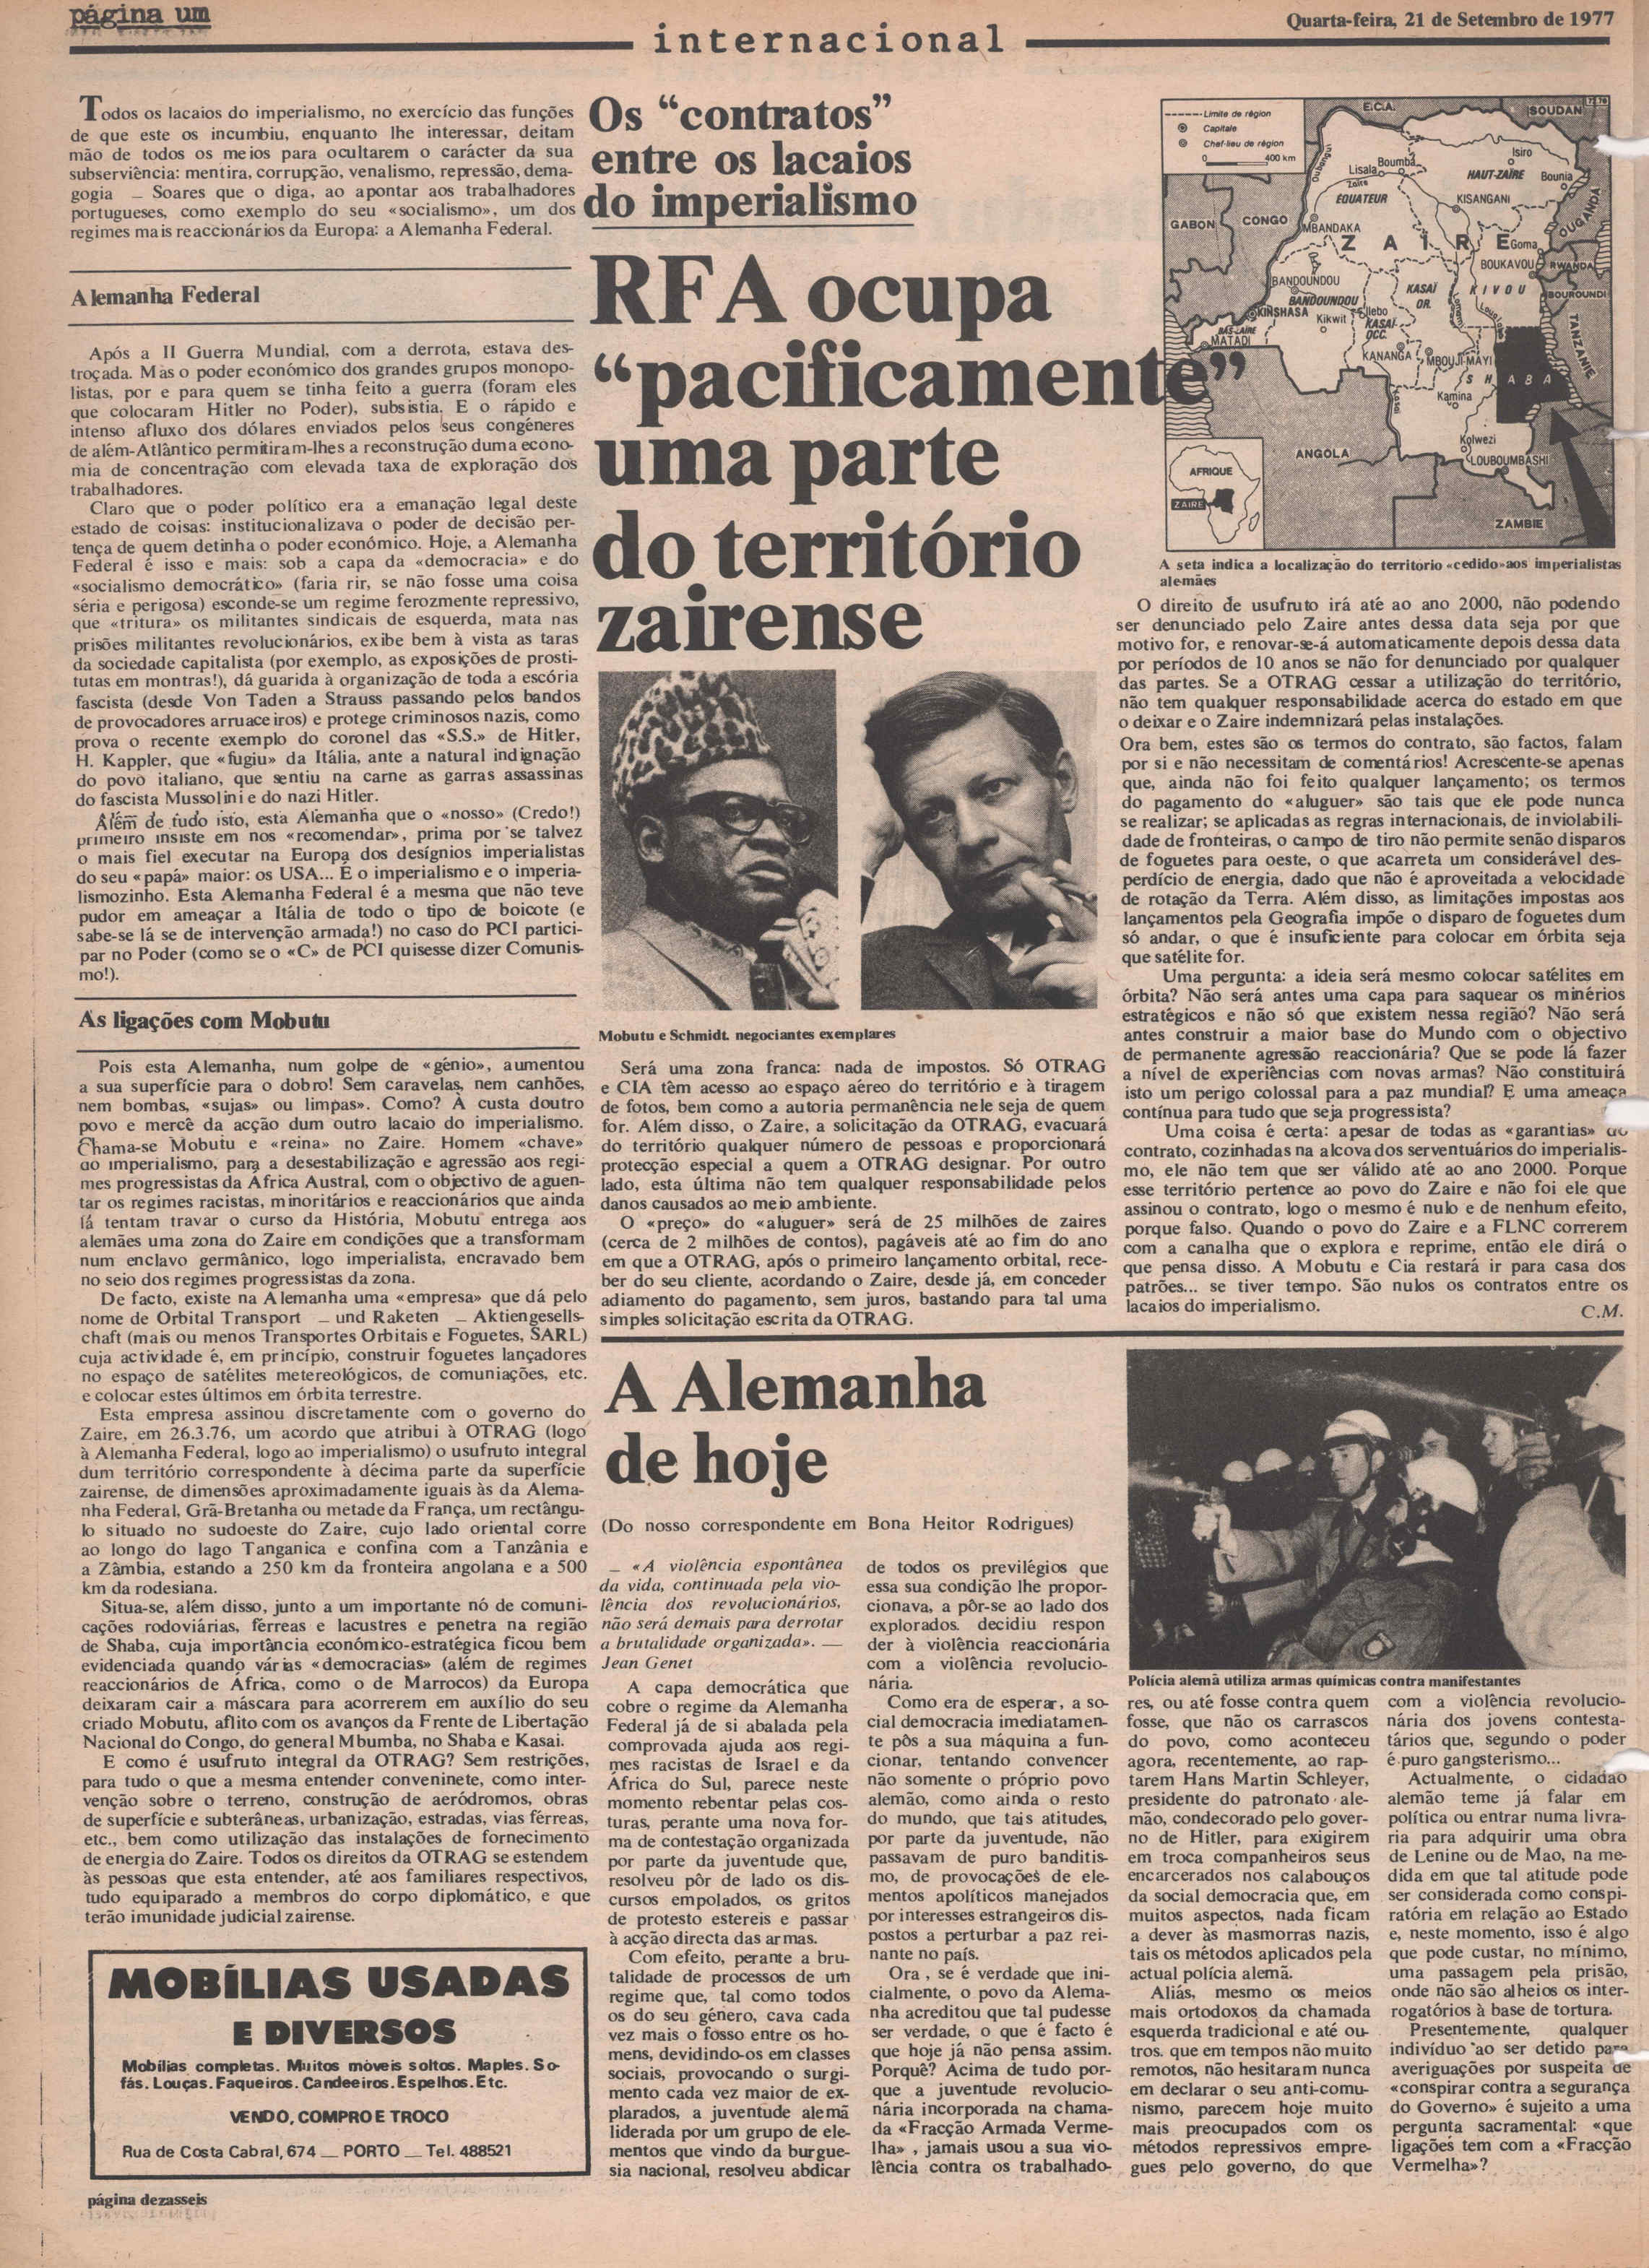 página um
Quarta-feira, 21 de Setembro de 1977
internacional
Todos os lacaios do imperialismo, no exercício das funções
de que este os incumbiu, enquanto lhe interessar, deitam
mão de todos os meios para ocultarem o carácter da sua
subserviência: mentira, corrupção, venalismo, repressão, dema-
gogia — Soares que o diga, ao apontar aos trabalhadores
portugueses, como exemplo do seu «socialismo», um dos
regimes mais reaccionários da Europa: a Alemanha Federal.
Alemanha Federal
Após a II Guerra Mundial, com a derrota, estava des-
troçada. Mas o poder económico dos grandes grupos monopo-
listas, por e para quem se tinha feito a guerra (foram eles
que colocaram Hitler no Poder), subsistia. E o rápido e
intenso afluxo dos dólares enviados pelos seus congéneres
de além-Atlântico permitiram-lhes a reconstrução duma econo-
mia de concentração com elevada taxa de exploração dos
trabalhadores.
Claro que o poder político era a emanação legal deste
estado de coisas: institucionalizava o poder de decisão per-
tença de quem detinha o poder económico. Hoje, a Alemanha
Federal é isso e mais: sob a capa da «democracia» e do
«socialismo democrático» (faria rir, se não fosse uma coisa
séria e perigosa) esconde-se um regime ferozmente repressivo,
que «tritura» os militantes sindicais de esquerda, mata nas
prisões militantes revolucionários, exibe bem à vista as taras
da sociedade capitalista (por exemplo, as exposições de prosti-
tutas em montras!), dá guarida à organização de toda a escória
fascista (desde Von Taden a Strauss passando pelos bandos
de provocadores arruaceiros) e protege criminosos nazis, como
prova o recente exemplo do coronel das «S.S.» de Hitler,
H. Kappler, que «fugiu» da Itália, ante a natural indignação
do povo italiano, que sentiu na carne as garras assassinas
do fascista Mussolini e do nazi Hitler.
Além de tudo isto, esta Alemanha que o «nosso» (Credo!)
primeiro insiste em nos «recomendar», prima por se talvez
o mais fiel executar na Europa dos desígnios imperialistas
do seu «papá» maior: os USA... E o imperialismo e o imperia-
lismozinho. Esta Alemanha Federal é a mesma que não teve
pudor em ameaçar a Itália de todo o tipo de boicote (e
sabe-se lá se de intervenção armada!) no caso do PCI partici-
par no Poder (como se o «C» de PCI quisesse dizer Comunis-
mo!).
As ligações com Mobutu
Pois esta Alemanha, num golpe de «génio», aumentou
a sua superfície para o dobro! Sem caravelas, nem canhões,
nem bombas, «sujas» ou limpas». Como? À custa doutro
povo e mercê da acção dum outro lacaio do imperialismo.
Chama-se Mobutu e «reina» no Zaire. Homem «chave»
do imperialismo, para a desestabilização e agressão aos regi-
mes progressistas da África Austral, com o objectivo de aguen-
tar os regimes racistas, minoritários e reaccionários que ainda
lá tentam travar o curso da História, Mobutu entrega aos
alemães uma zona do Zaire em condições que a transformam
num enclavo germânico, logo imperialista, encravado bem
no seio dos regimes progressistas da zona.
De facto, existe na Alemanha uma «empresa» que dá pelo
nome de Orbital Transport — und Raketen — Aktiengesells-
chaft (mais ou menos Transportes Orbitais e Foguetes, SARL)
cuja actividade é, em princípio, construir foguetes lançadores
no espaço de satélites metereológicos, de comuniações, etc.
e colocar estes últimos em órbita terrestre.
Esta empresa assinou discretamente com o governo do
Zaire, em 26.3.76, um acordo que atribui à OTRAG (logo
à Alemanha Federal, logo ao imperialismo) o usufruto integral
dum território correspondente à décima parte da superfície
zairense, de dimensões aproximadamente iguais às da Alema-
nha Federal, Grã-Bretanha ou metade da França, um rectângu-
lo situado no sudoeste do Zaire, cujo lado oriental corre
ao longo do lago Tanganica e confina com a Tanzânia e
a Zâmbia, estando a 250 km da fronteira angolana e a 500
km da rodesiana.
Situa-se, além disso, junto a um importante nó de comuni-
cações rodoviárias, férreas e lacustres e penetra na região
de Shaba, cuja importância económico-estratégica ficou bem
evidenciada quando várias «democracias» (além de regimes
reaccionários de África, como o de Marrocos) da Europa
deixaram cair a máscara para acorrerem em auxílio do seu
criado Mobutu, aflito com os avanços da Frente de Libertação
Nacional do Congo, do general Mbumba, no Shaba e Kasai.
E como é usufruto integral da OTRAG? Sem restrições,
para tudo o que a mesma entender conveninete, como inter-
venção sobre o terreno, construção de aeródromos, obras
de superfície e subterâneas, urbanização, estradas, vias férreas,
etc., bem como utilização das instalações de fornecimento
de energia do Zaire. Todos os direitos da OTRAG se estendem
às pessoas que esta entender, até aos familiares respectivos,
tudo equiparado a membros do corpo diplomático, e que
terão imunidade judicial zairense.
MOBÍLIAS USADAS
E DIVERSOS
Mobílias completas. Muitos móveis soltos. Maples. So-
fás. Louças. Faqueiros. Candeeiros. Espelhos. Etc.
VENDO, COMPRO E TROCO
Rua de Costa Cabral, 674 — PORTO — Tel. 488521
página dezasseis
Os “contratos”
entre os lacaios
do imperialismo
RFA ocupa
“pacificamente”
uma parte
do território
zairense
Mobutu e Schmidt. negociantes exemplares
Será uma zona franca: nada de impostos. Só OTRAG
e CIA têm acesso ao espaço aéreo do território e à tiragem
de fotos, bem como a autoria permanência nele seja de quem
for. Além disso, o Zaire, a solicitação da OTRAG, evacuará
do território qualquer número de pessoas e proporcionará
protecção especial a quem a OTRAG designar. Por outro
lado, esta última não tem qualquer responsabilidade pelos
danos causados ao meio ambiente.
O «preço» do «aluguer» será de 25 milhões de zaires
(cerca de 2 milhões de contos), pagáveis até ao fim do ano
em que a OTRAG, após o primeiro lançamento orbital, rece-
ber do seu cliente, acordando o Zaire, desde já, em conceder
adiamento do pagamento, sem juros, bastando para tal uma
simples solicitação escrita da OTRAG.
Limite de région
Capitale
Chef-lieu de région
0 400 km
E.C.A.
SOUDAN
Oubangui
Isiro
Boumba
Lisala
Zaïre
HAUT-ZAÏRE
Bounia
ÉQUATEUR
KISANGANI
OUGANDA
GABON
CONGO
MBANDAKA
ZAÏRE
Goma
BOUKAVOU
RWANDA
BANDOUNDOU
BANDOUNDOU
KASAÏ
OR.
KIVOU
BOUROUNDI
KINSHASA
Kikwit
Ilebo
KASAÏ
OCC.
BAS-ZAÏRE
MATADI
KANANGA
MBOUJI-MAYI
TANZANIE
SHABA
Kamina
Kasaï
Kolwezi
ANGOLA
LOUBOUMBASHI
AFRIQUE
ZAIRE
ZAMBIE
A seta indica a localização do território «cedido» aos imperialistas
alemães
O direito de usufruto irá até ao ano 2000, não podendo
ser denunciado pelo Zaire antes dessa data seja por que
motivo for, e renovar-se-á automaticamente depois dessa data
por períodos de 10 anos se não for denunciado por qualquer
das partes. Se a OTRAG cessar a utilização do território,
não tem qualquer responsabilidade acerca do estado em que
o deixar e o Zaire indemnizará pelas instalações.
Ora bem, estes são os termos do contrato, são factos, falam
por si e não necessitam de comentários! Acrescente-se apenas
que, ainda não foi feito qualquer lançamento; os termos
do pagamento do «aluguer» são tais que ele pode nunca
se realizar; se aplicadas as regras internacionais, de inviolabili-
dade de fronteiras, o campo de tiro não permite senão disparos
de foguetes para oeste, o que acarreta um considerável des-
perdício de energia, dado que não é aproveitada a velocidade
de rotação da Terra. Além disso, as limitações impostas aos
lançamentos pela Geografia impõe o disparo de foguetes dum
só andar, o que é insuficiente para colocar em órbita seja
que satélite for.
Uma pergunta: a ideia será mesmo colocar satélites em
órbita? Não será antes uma capa para saquear os minérios
estratégicos e não só que existem nessa região? Não será
antes construir a maior base do Mundo com o objectivo
de permanente agressão reaccionária? Que se pode lá fazer
a nível de experiências com novas armas? Não constituirá
isto um perigo colossal para a paz mundial? E uma ameaça
contínua para tudo que seja progressista?
Uma coisa é certa: apesar de todas as «garantias» do
contrato, cozinhadas na alcova dos serventuários do imperialis-
mo, ele não tem que ser válido até ao ano 2000. Porque
esse território pertence ao povo do Zaire e não foi ele que
assinou o contrato, logo o mesmo é nulo e de nenhum efeito,
porque falso. Quando o povo do Zaire e a FLNC correrem
com a canalha que o explora e reprime, então ele dirá o
que pensa disso. A Mobutu e Cia restará ir para casa dos
patrões... se tiver tempo. São nulos os contratos entre os
lacaios do imperialismo.
C.M.
A Alemanha
de hoje
(Do nosso correspondente em Bona Heitor Rodrigues)
— «A violência espontânea
da vida, continuada pela vio-
lência dos revolucionários,
não será demais para derrotar
a brutalidade organizada». —
Jean Genet
A capa democrática que
cobre o regime da Alemanha
Federal já de si abalada pela
comprovada ajuda aos regi-
mes racistas de Israel e da
África do Sul, parece neste
momento rebentar pelas cos-
turas, perante uma nova for-
ma de contestação organizada
por parte da juventude que,
resolveu pôr de lado os dis-
cursos empolados, os gritos
de protesto estereis e passar
à acção directa das armas.
Com efeito, perante a bru-
talidade de processos de um
regime que, tal como todos
os do seu género, cava cada
vez mais o fosso entre os ho-
mens, devidindo-os em classes
sociais, provocando o surgi-
mento cada vez maior de ex-
plarados, a juventude alemã
liderada por um grupo de ele-
mentos que vindo da burgue-
sia nacional, resolveu abdicar
de todos os previlégios que
essa sua condição lhe propor-
cionava, a pôr-se ao lado dos
explorados. decidiu respon
der à violência reaccionária
com a violência revolucio-
nária.
Como era de esperar, a so-
cial democracia imediatamen-
te pôs a sua máquina a fun-
cionar, tentando convencer
não somente o próprio povo
alemão, como ainda o resto
do mundo, que tais atitudes,
por parte da juventude, não
passavam de puro banditis-
mo, de provocações de ele-
mentos apolíticos manejados
por interesses estrangeiros dis-
postos a perturbar a paz rei-
nante no país.
Ora , se é verdade que ini-
cialmente, o povo da Alema-
nha acreditou que tal pudesse
ser verdade, o que é facto é
que hoje já não pensa assim.
Porquê? Acima de tudo por-
que a juventude revolucio-
nária incorporada na chama-
da «Fracção Armada Verme-
lha» , jamais usou a sua vio-
lência contra os trabalhado-
Polícia alemã utiliza armas químicas contra manifestantes
res, ou até fosse contra quem
fosse, que não os carrascos
do povo, como aconteceu
agora, recentemente, ao rap-
tarem Hans Martin Schleyer,
presidente do patronato ale-
mão, condecorado pelo gover-
no de Hitler, para exigirem
em troca companheiros seus
encarcerados nos calabouços
da social democracia que, em
muitos aspectos, nada ficam
a dever às masmorras nazis,
tais os métodos aplicados pela
actual polícia alemã.
Aliás, mesmo os meios
mais ortodoxos da chamada
esquerda tradicional e até ou-
tros. que em tempos não muito
remotos, não hesitaram nunca
em declarar o seu anti-comu-
nismo, parecem hoje muito
mais preocupados com os
métodos repressivos empre-
gues pelo governo, do que
com a violência revolucio-
nária dos jovens contesta-
tários que, segundo o poder
é puro gangsterismo...
Actualmente, o cidadão
alemão teme já falar em
política ou entrar numa livra-
ria para adquirir uma obra
de Lenine ou de Mao, na me-
dida em que tal atitude pode
ser considerada como conspi-
ratória em relação ao Estado
e, neste momento, isso é algo
que pode custar, no mínimo,
uma passagem pela prisão,
onde não são alheios os inter-
rogatórios à base de tortura.
Presentemente, qualquer
indivíduo ao ser detido para
averiguações por suspeita de
«conspirar contra a segurança
do Governo» é sujeito a uma
pergunta sacramental: «que
ligações tem com a «Fracção
Vermelha»?